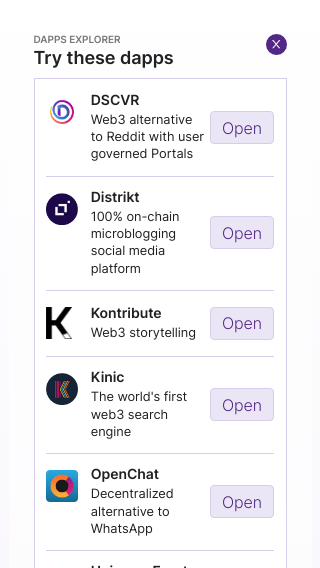 DAPPS EXPLORER
Try these dapps
X
DSCVR
Web3 alternative
to Reddit with user
governed Portals
Open
Distrikt
100% on-chain
microblogging
social media
platform
Open
Kontribute
Web3 storytelling
Open
Kinic
The world's first
web3 search
engine
Open
OpenChat
Decentralized
alternative to
WhatsApp
Open